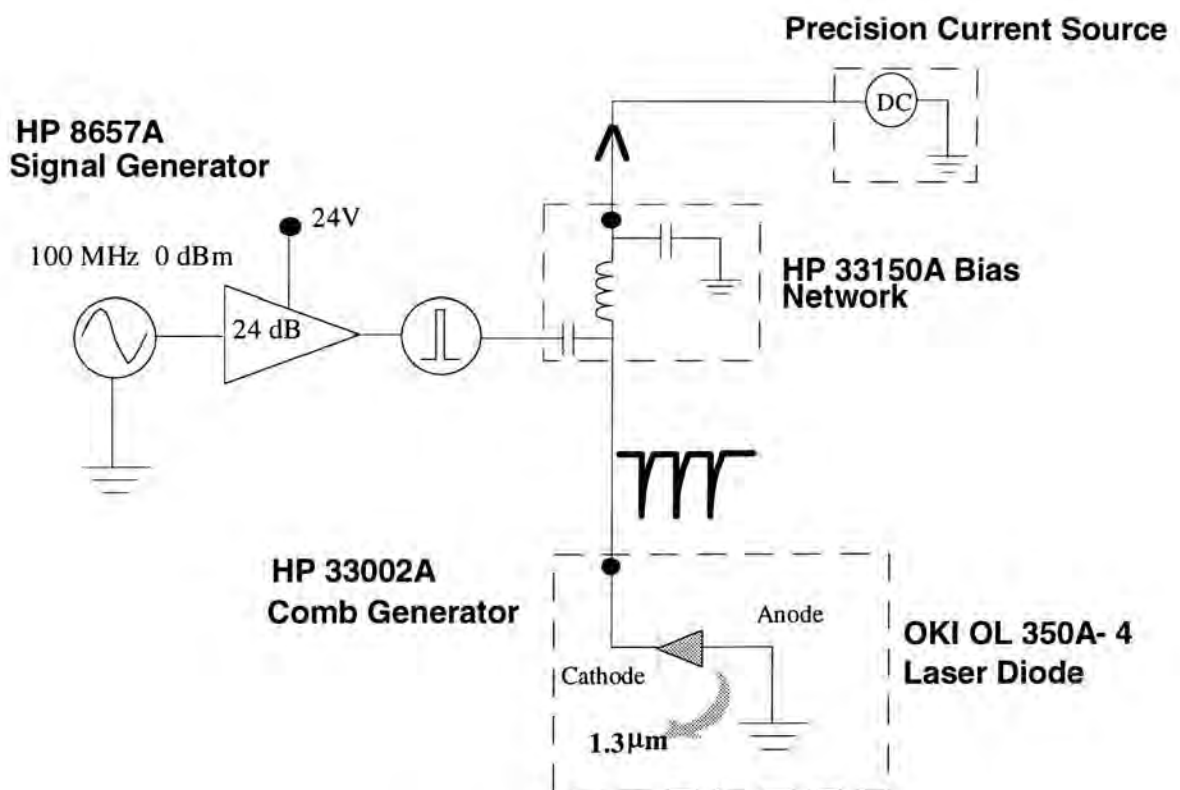 Precision Current Source
DC
HP 8657A
Signal Generator
24V
100 MHz 0 dBm
24 dB
HP 33150A Bias
Network
HP 33002A
Comb Generator
Anode
OKI OL 350A- 4
Laser Diode
Cathode
1.3μm